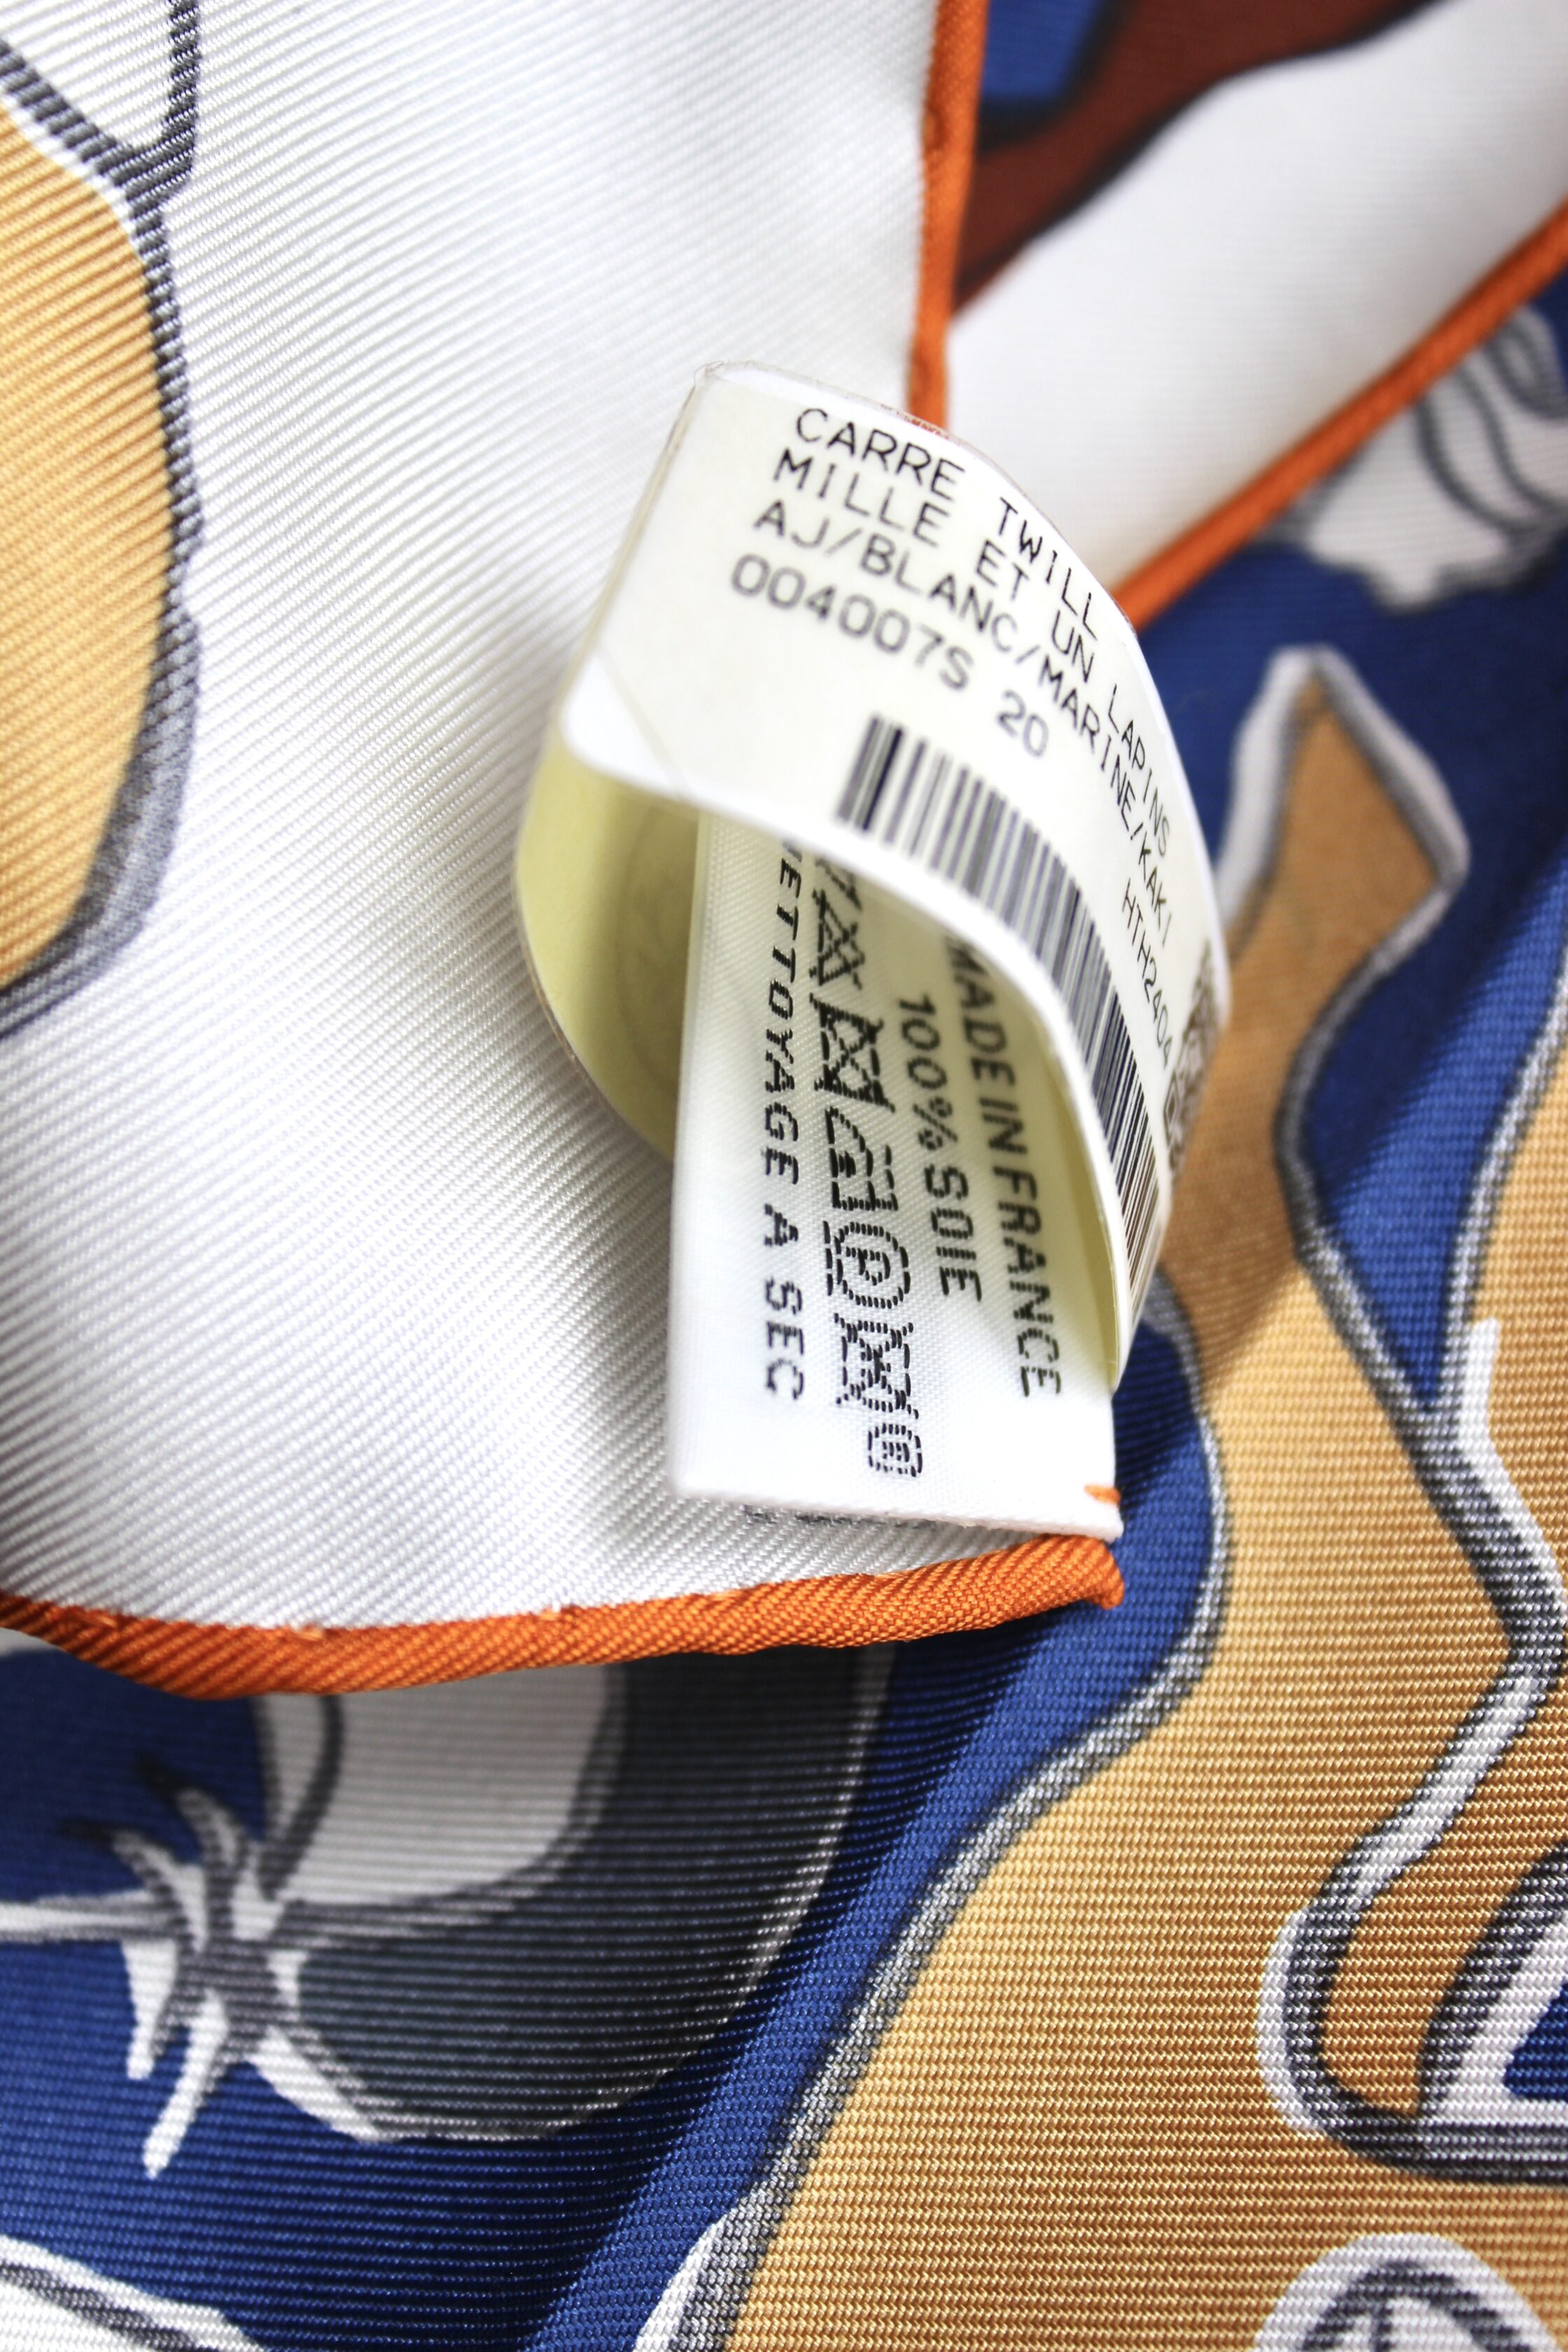 CARRE TWILL
MILLE ET UN LAPINS
AJ/BLANC/MARINE/KAKI
004007S 20 HTH2404
MADE IN FRANCE
100% SOIE
NETTOYAGE A SEC